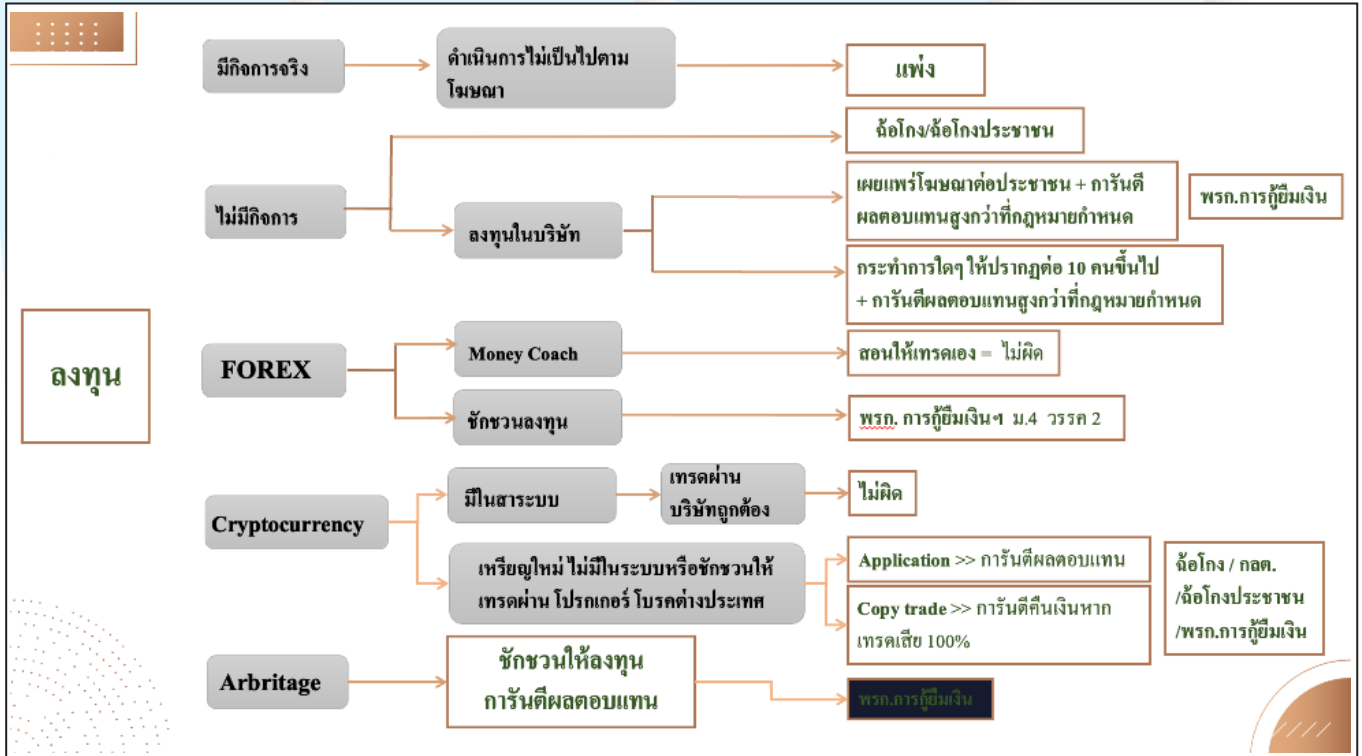 มีกิจการจริง
ดำเนินการไม่เป็นไปตาม
โฆษณา
แพ่ง
ฉ้อโกง/ฉ้อโกงประชาชน
ไม่มีกิจการ
ลงทุนในบริษัท
เผยแพร่โฆษณาต่อประชาชน + การันตี
ผลตอบแทนสูงกว่าที่กฎหมายกำหนด
พรก.การกู้ยืมเงิน
กระทำการใดๆ ให้ปรากฏต่อ 10 คนขึ้นไป
+ การันตีผลตอบแทนสูงกว่าที่กฎหมายกำหนด
ลงทุน
FOREX
Money Coach
สอนให้เทรดเอง = ไม่ผิด
ชักชวนลงทุน
พรก. การกู้ยืมเงินฯ ม.4 วรรค 2
Cryptocurrency
มีในสาระบบ
เทรดผ่าน
บริษัทถูกต้อง
ไม่ผิด
เหรียญใหม่ ไม่มีในระบบหรือชักชวนให้
เทรดผ่าน โปรกเกอร์ โบรคต่างประเทศ
Application >> การันตีผลตอบแทน
Copy trade >> การันตีคืนเงินหาก
เทรดเสีย 100%
ฉ้อโกง / กลต.
/ฉ้อโกงประชาชน
/พรก.การกู้ยืมเงิน
Arbritage
ชักชวนให้ลงทุน
การันตีผลตอบแทน
พรก.การกู้ยืมเงิน